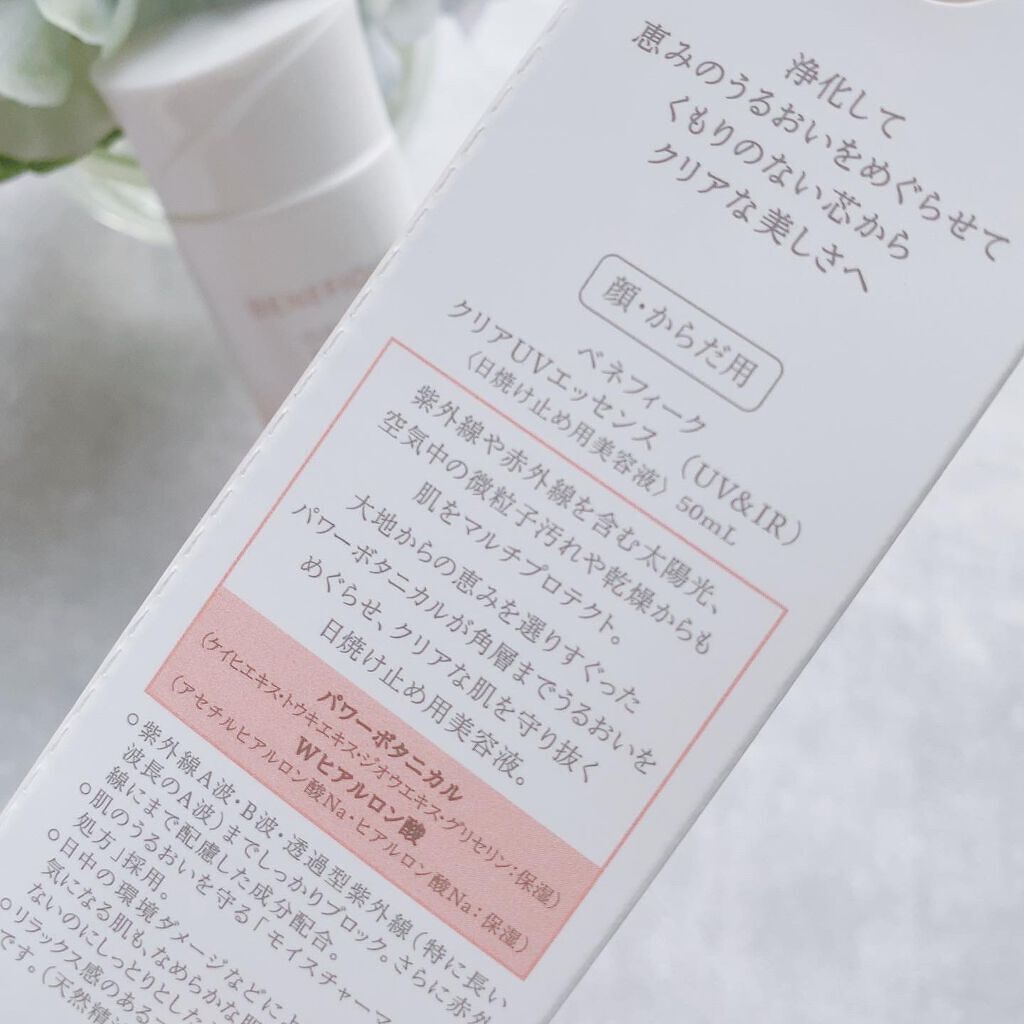 浄化して
恵みのうるおいをめぐらせて
くもりのない芯から
クリアな美しさへ
顔・からだ用
ベネフィーク
クリアUVエッセンス (UV&IR)
〈日焼け止め用美容液〉 50mL
紫外線や赤外線を含む太陽光、
空気中の微粒子汚れや乾燥からも
肌をマルチプロテクト。
大地からの恵みを選りすぐった
パワーボタニカルが角層までうるおいを
めぐらせ、クリアな肌を守り抜く
日焼け止め用美容液。
パワーボタニカル
(ケイヒエキス・トウキエキス・ジオウエキス・グリセリン：保湿)
Wヒアルロン酸
(アセチルヒアルロン酸Na・ヒアルロン酸Na：保湿)
○紫外線A波・B波・透過型紫外線(特に長い
波長のA波)までしっかりブロック。さらに赤外
線にまで配慮した成分配合。
○肌のうるおいを守る「モイスチャー
処方」採用。
○日中の環境ダメージなどに
気になる肌も、なめらかな
ないのにしっとりとした
○リラックス感のある
です。(天然精